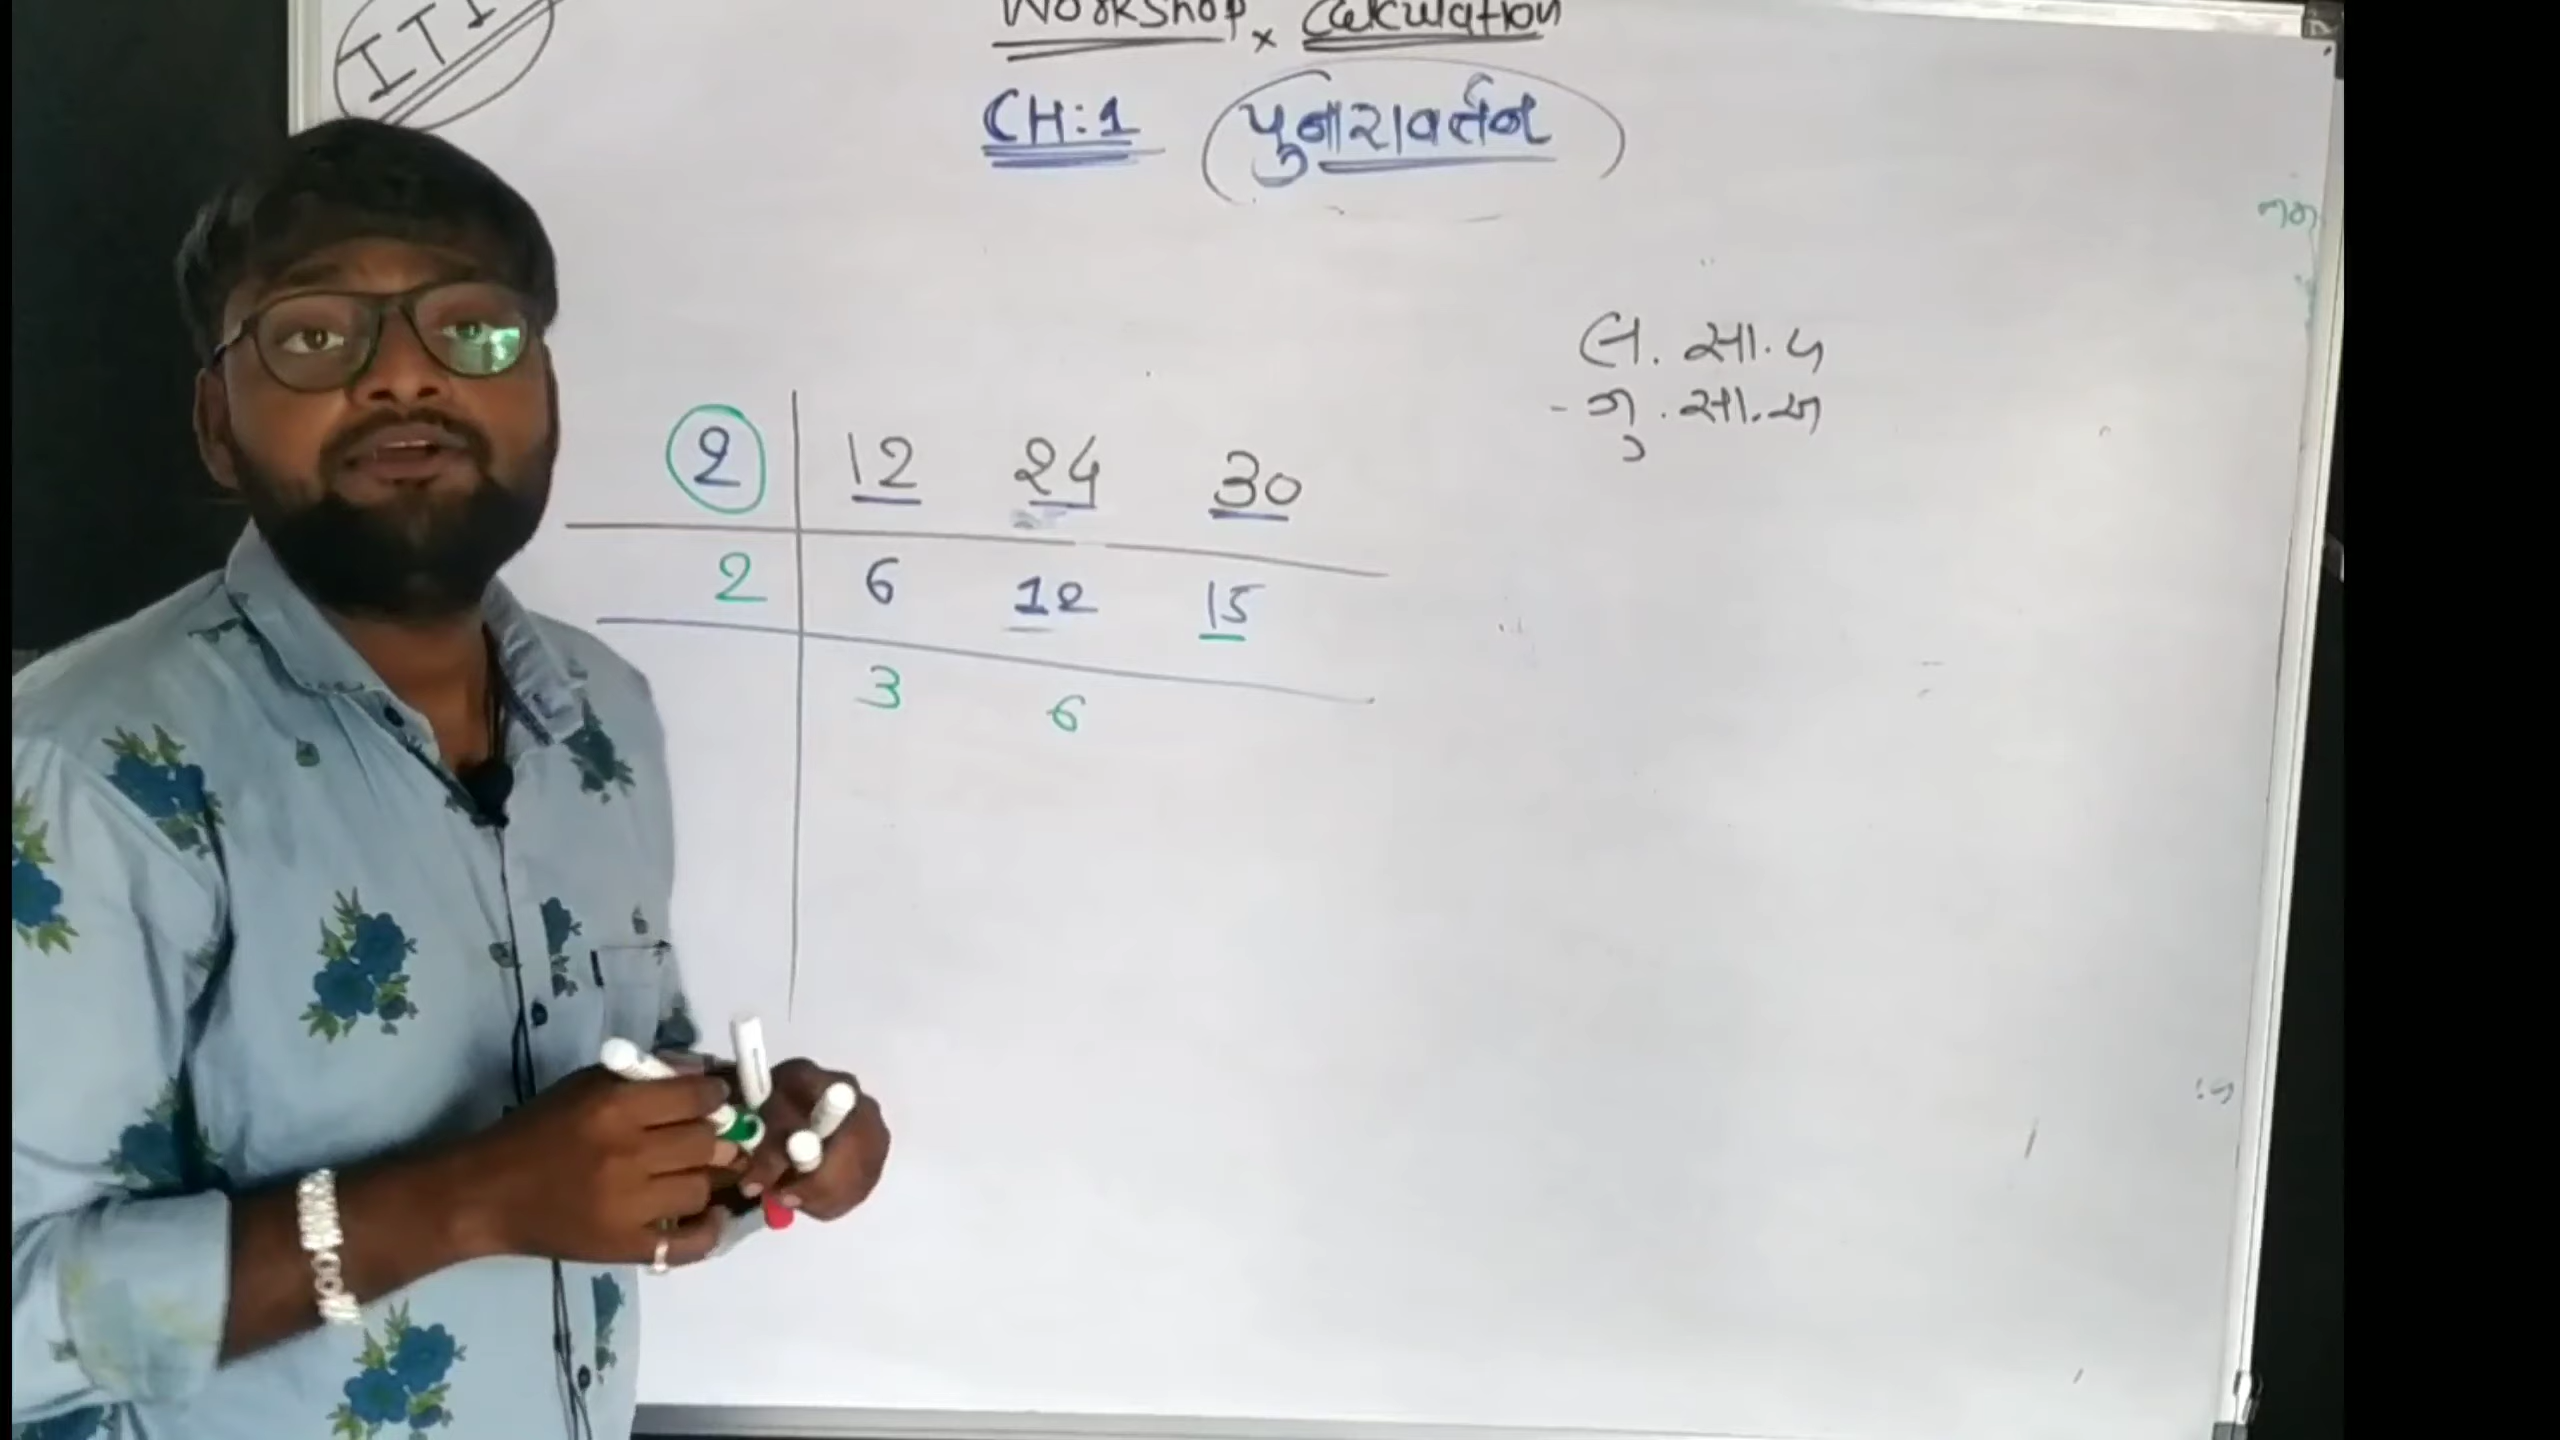 ITI
Workshop Calculation
CH:1 પુનારાવર્તન
લ. સા. પ
- ગુ. સા. અ
2 12 24 30
2 6 12 15
3 6